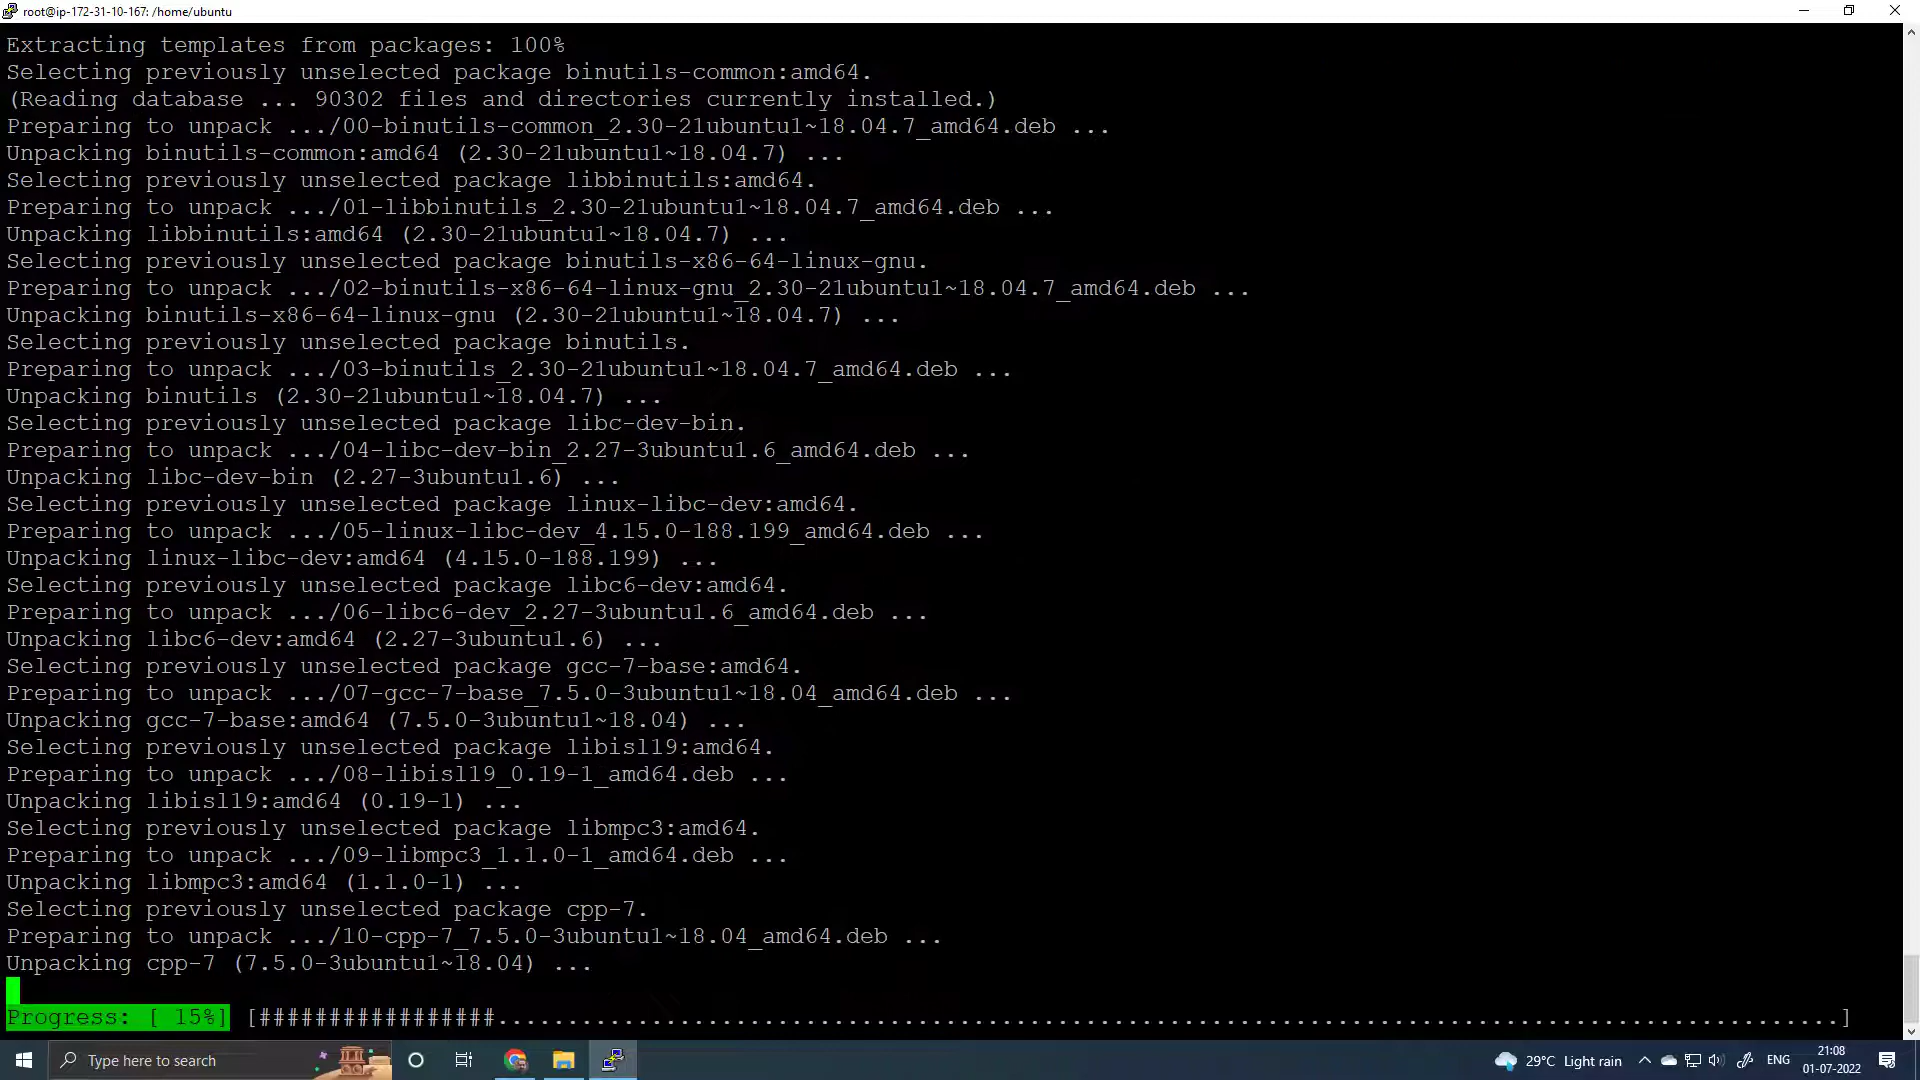 root@ip-172-31-10-167: /home/ubuntu
Extracting templates from packages: 100%
Selecting previously unselected package binutils-common:amd64.
(Reading database ... 90302 files and directories currently installed.)
Preparing to unpack .../00-binutils-common_2.30-21ubuntu1~18.04.7_amd64.deb ...
Unpacking binutils-common:amd64 (2.30-21ubuntu1~18.04.7) ...
Selecting previously unselected package libbinutils:amd64.
Preparing to unpack .../01-libbinutils_2.30-21ubuntu1~18.04.7_amd64.deb ...
Unpacking libbinutils:amd64 (2.30-21ubuntu1~18.04.7) ...
Selecting previously unselected package binutils-x86-64-linux-gnu.
Preparing to unpack .../02-binutils-x86-64-linux-gnu_2.30-21ubuntu1~18.04.7_amd64.deb ...
Unpacking binutils-x86-64-linux-gnu (2.30-21ubuntu1~18.04.7) ...
Selecting previously unselected package binutils.
Preparing to unpack .../03-binutils_2.30-21ubuntu1~18.04.7_amd64.deb ...
Unpacking binutils (2.30-21ubuntu1~18.04.7) ...
Selecting previously unselected package libc-dev-bin.
Preparing to unpack .../04-libc-dev-bin_2.27-3ubuntu1.6_amd64.deb ...
Unpacking libc-dev-bin (2.27-3ubuntu1.6) ...
Selecting previously unselected package linux-libc-dev:amd64.
Preparing to unpack .../05-linux-libc-dev_4.15.0-188.199_amd64.deb ...
Unpacking linux-libc-dev:amd64 (4.15.0-188.199) ...
Selecting previously unselected package libc6-dev:amd64.
Preparing to unpack .../06-libc6-dev_2.27-3ubuntu1.6_amd64.deb ...
Unpacking libc6-dev:amd64 (2.27-3ubuntu1.6) ...
Selecting previously unselected package gcc-7-base:amd64.
Preparing to unpack .../07-gcc-7-base_7.5.0-3ubuntu1~18.04_amd64.deb ...
Unpacking gcc-7-base:amd64 (7.5.0-3ubuntu1~18.04) ...
Selecting previously unselected package libisl19:amd64.
Preparing to unpack .../08-libisl19_0.19-1_amd64.deb ...
Unpacking libisl19:amd64 (0.19-1) ...
Selecting previously unselected package libmpc3:amd64.
Preparing to unpack .../09-libmpc3_1.1.0-1_amd64.deb ...
Unpacking libmpc3:amd64 (1.1.0-1) ...
Selecting previously unselected package cpp-7.
Preparing to unpack .../10-cpp-7_7.5.0-3ubuntu1~18.04_amd64.deb ...
Unpacking cpp-7 (7.5.0-3ubuntu1~18.04) ...
Progress: [ 15%] [#################................................................................................]
Type here to search
29°C Light rain
ENG
21:08
01-07-2022